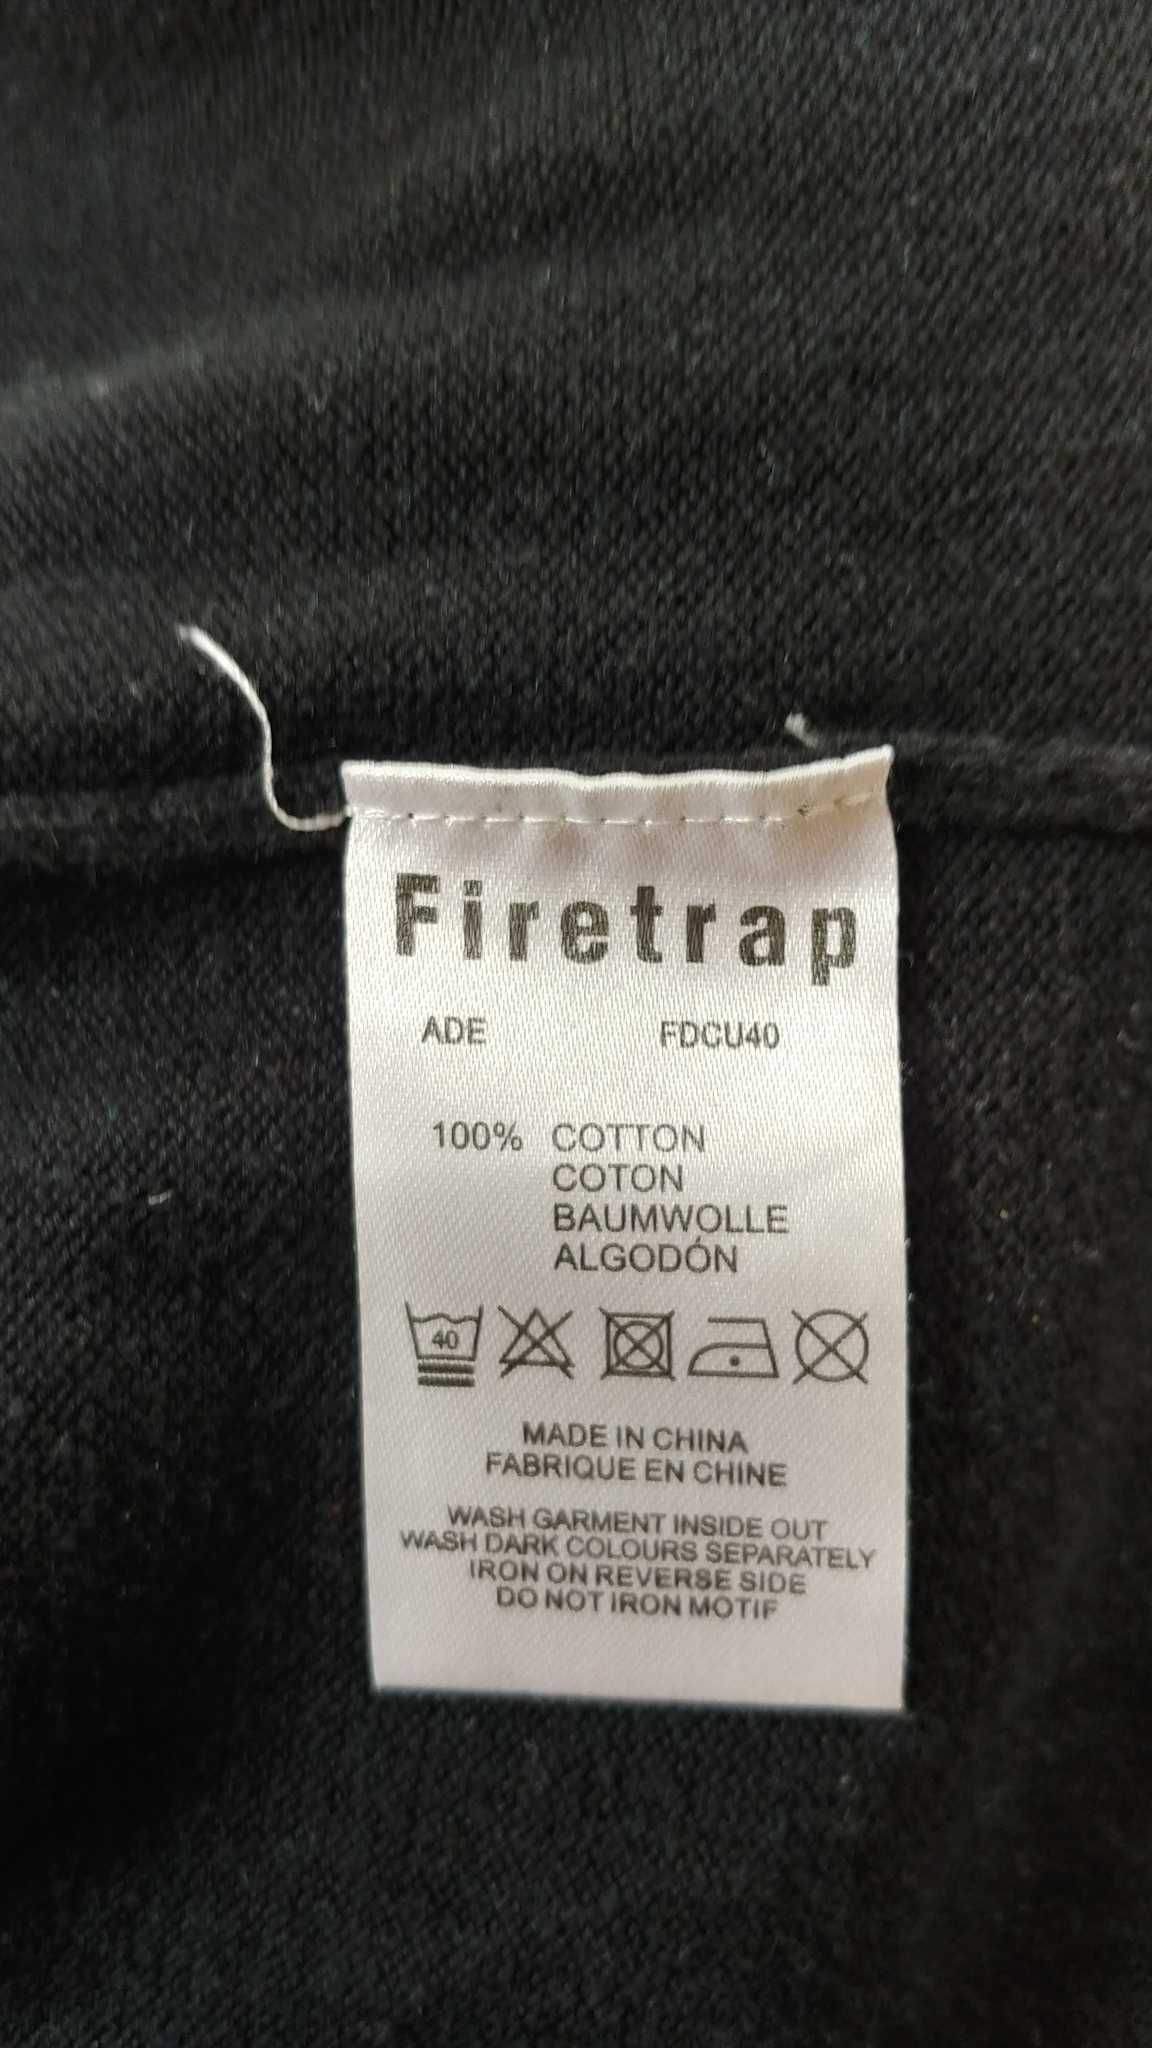 Firetrap
ADE FDCU40
100% COTTON
COTON
BAUMWOLLE
ALGODÓN
40
MADE IN CHINA
FABRIQUE EN CHINE
WASH GARMENT INSIDE OUT
WASH DARK COLOURS SEPARATELY
IRON ON REVERSE SIDE
DO NOT IRON MOTIF